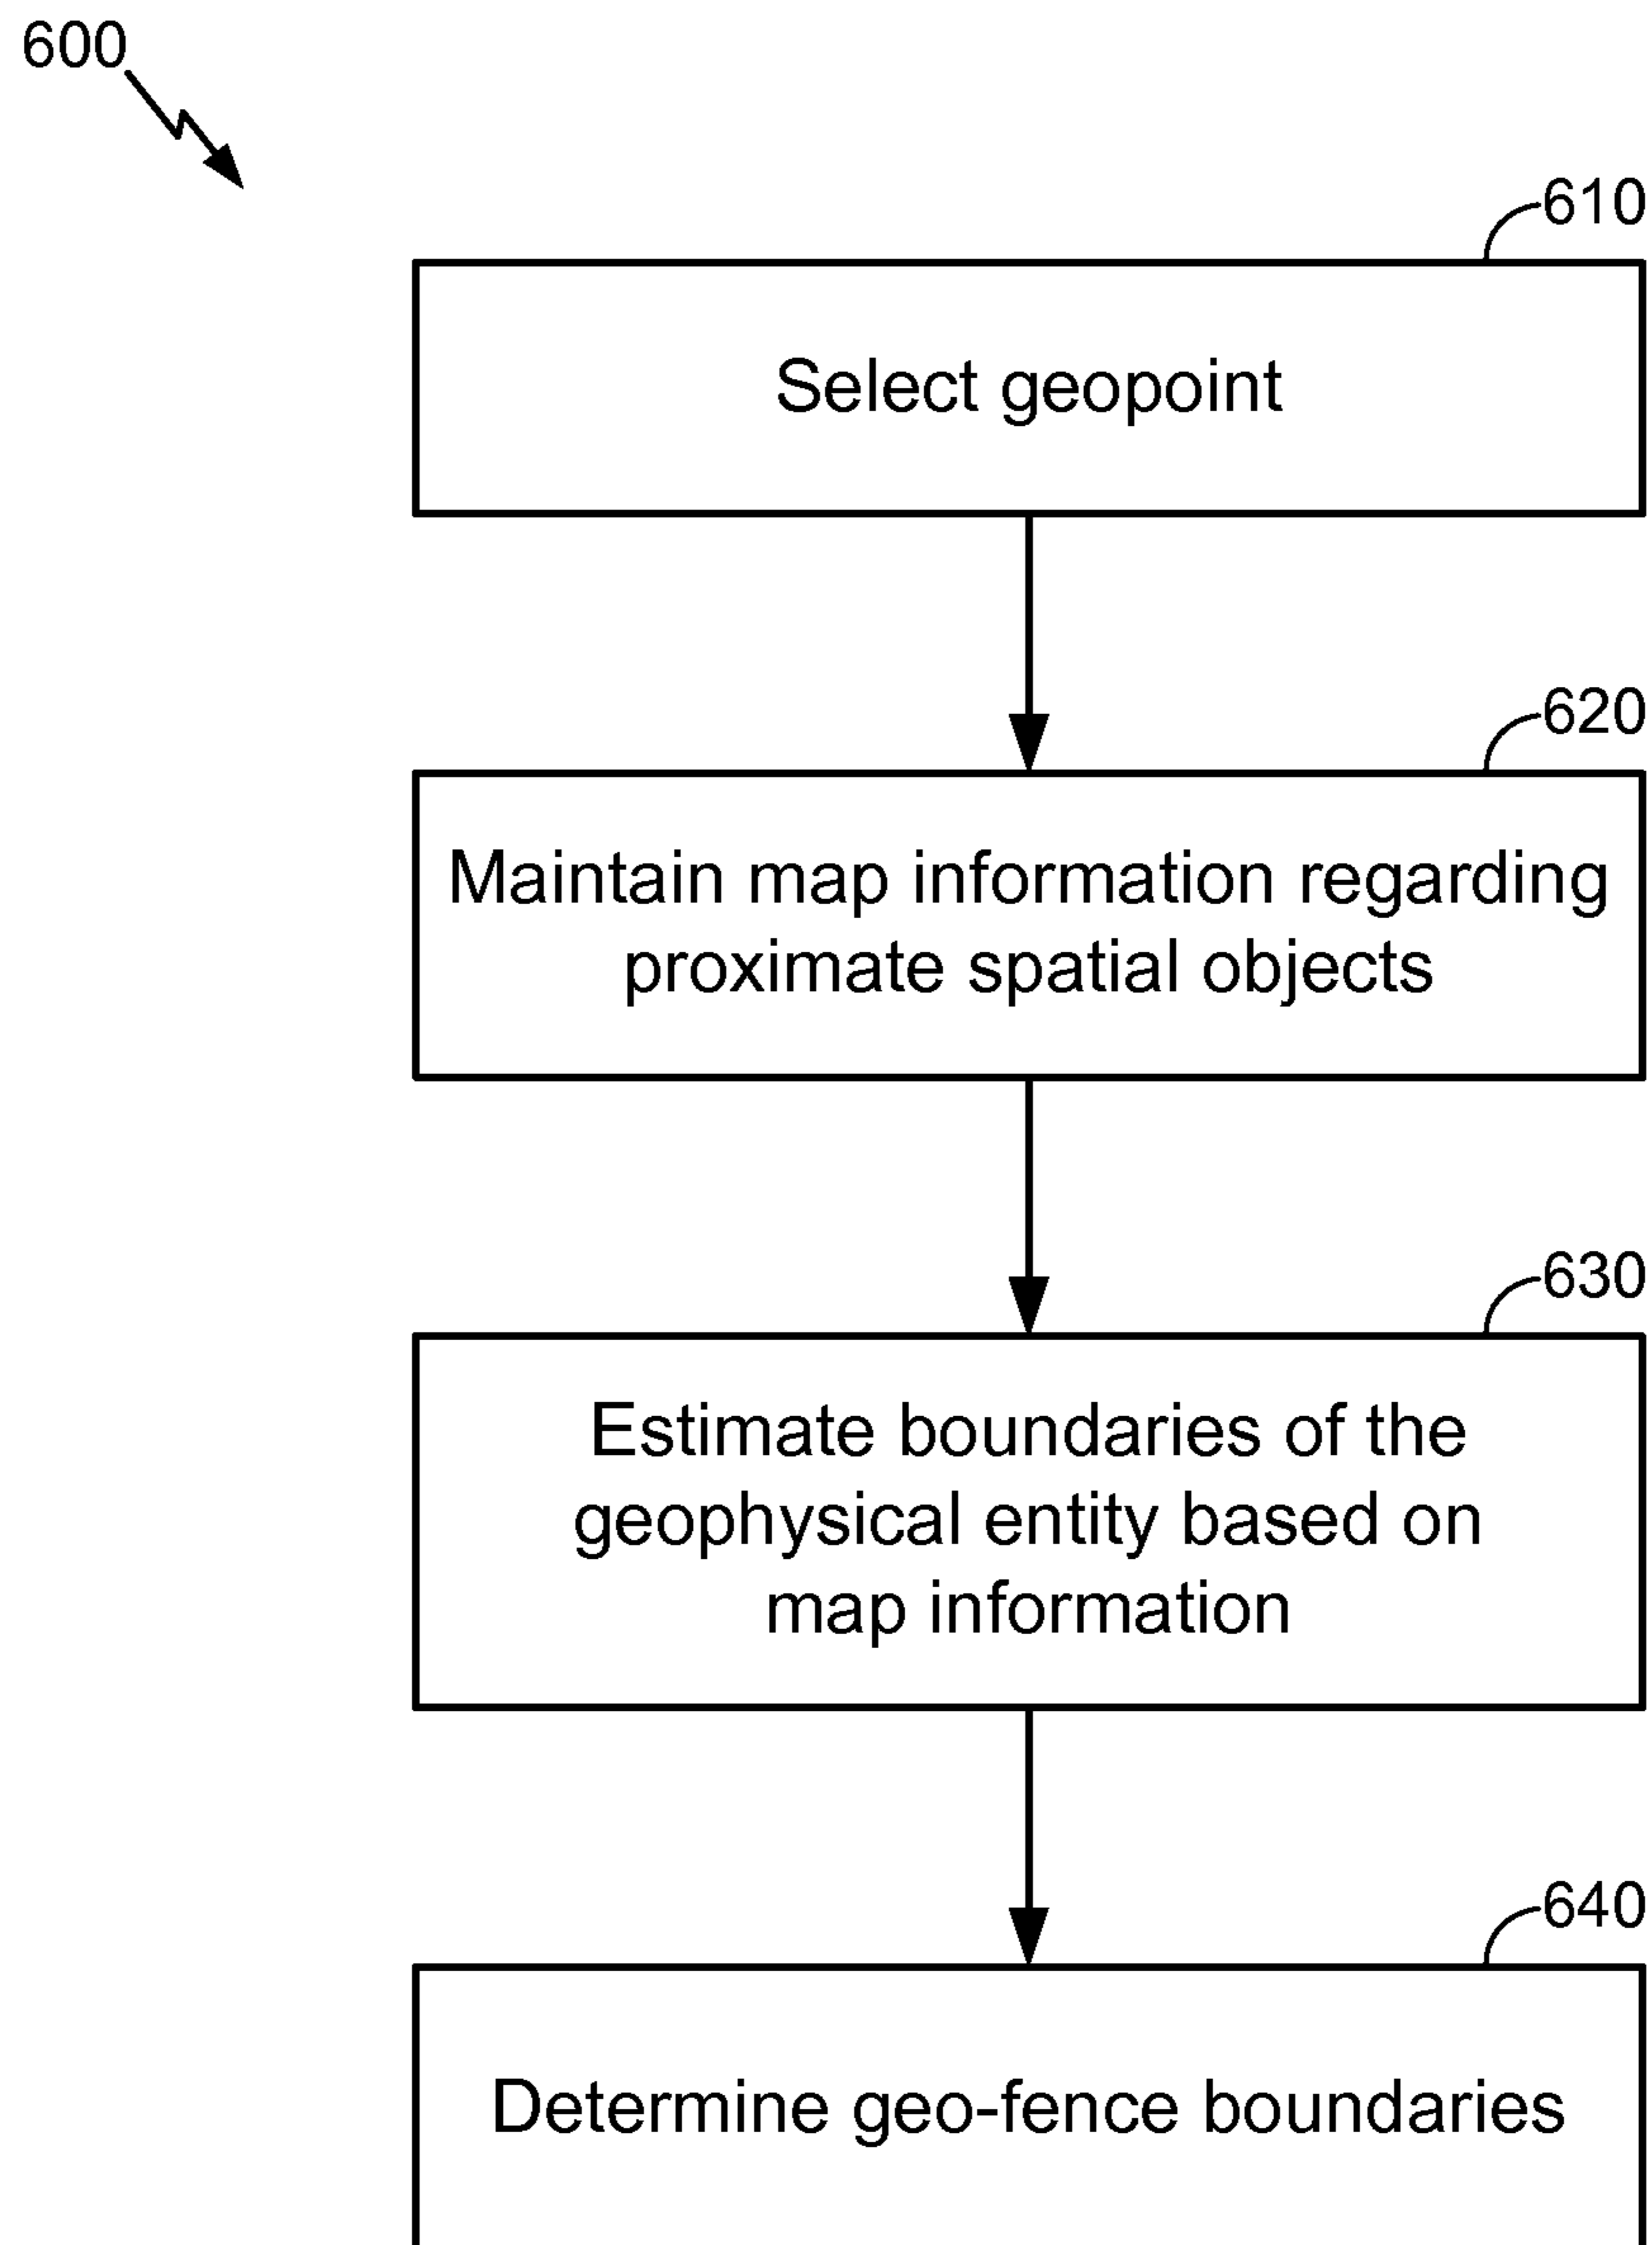 600
610
Select geopoint
620
Maintain map information regarding
proximate spatial objects
630
Estimate boundaries of the
geophysical entity based on
map information
640
Determine geo-fence boundaries